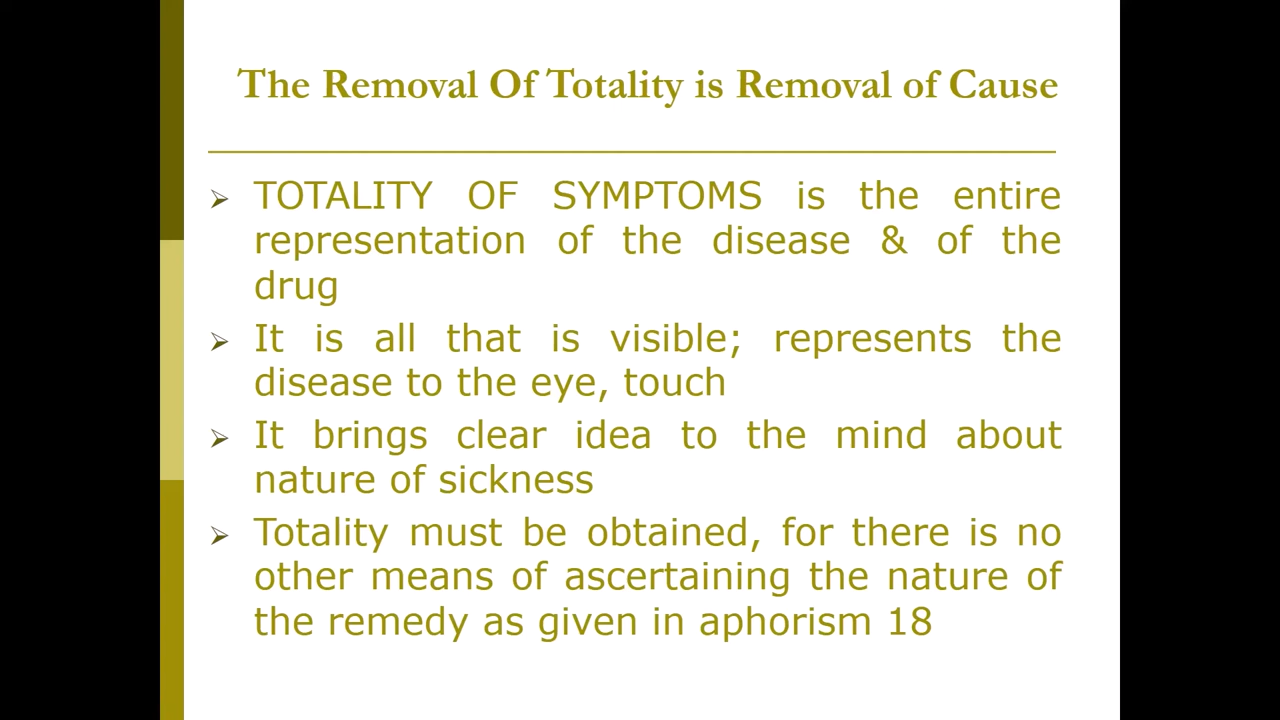 The Removal Of Totality is Removal of Cause
TOTALITY OF SYMPTOMS is the entire
representation of the disease & of the
drug
It is all that is visible; represents the
disease to the eye, touch
It brings clear idea to the mind about
nature of sickness
Totality must be obtained, for there is no
other means of ascertaining the nature of
the remedy as given in aphorism 18